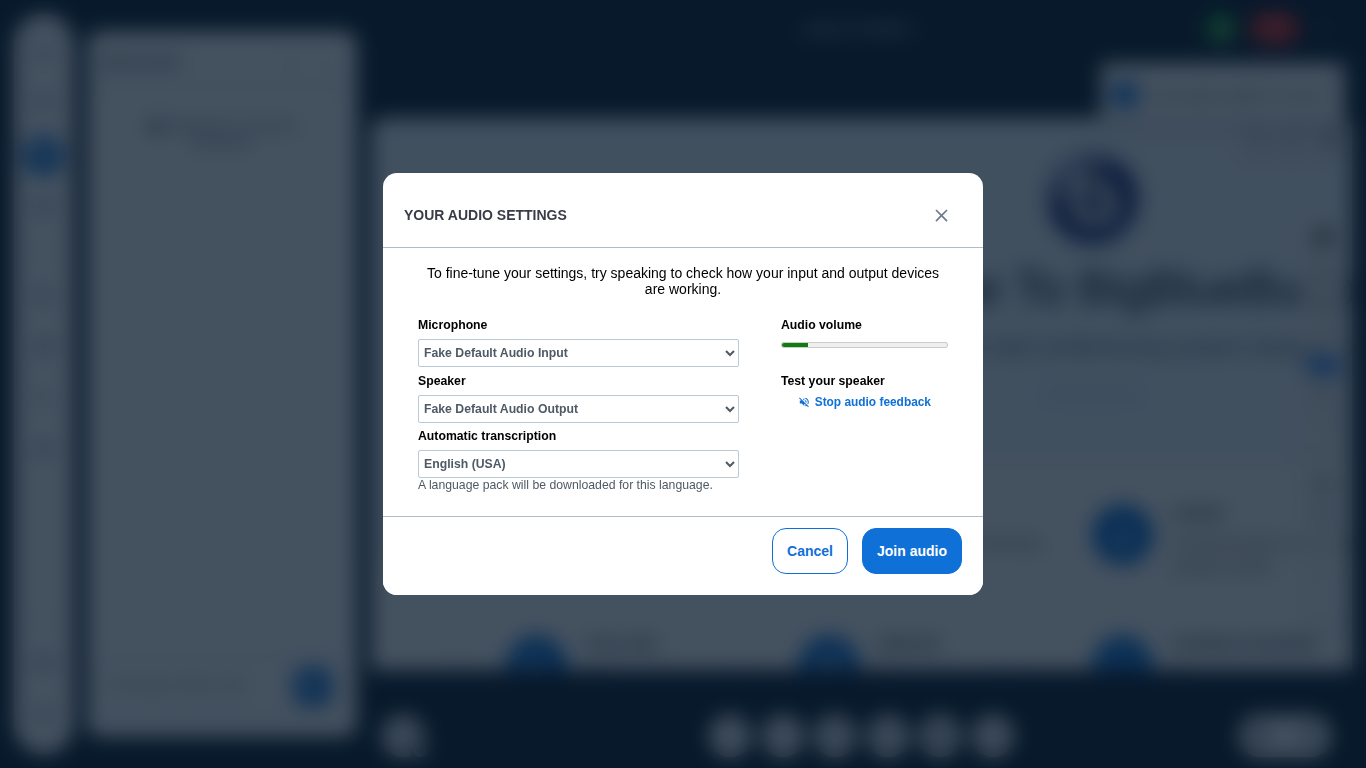 YOUR AUDIO SETTINGS
To fine-tune your settings, try speaking to check how your input and output devices
are working.
Microphone
Fake Default Audio Input
Speaker
Fake Default Audio Output
Automatic transcription
English (USA)
A language pack will be downloaded for this language.
Audio volume
Test your speaker
Stop audio feedback
Cancel
Join audio